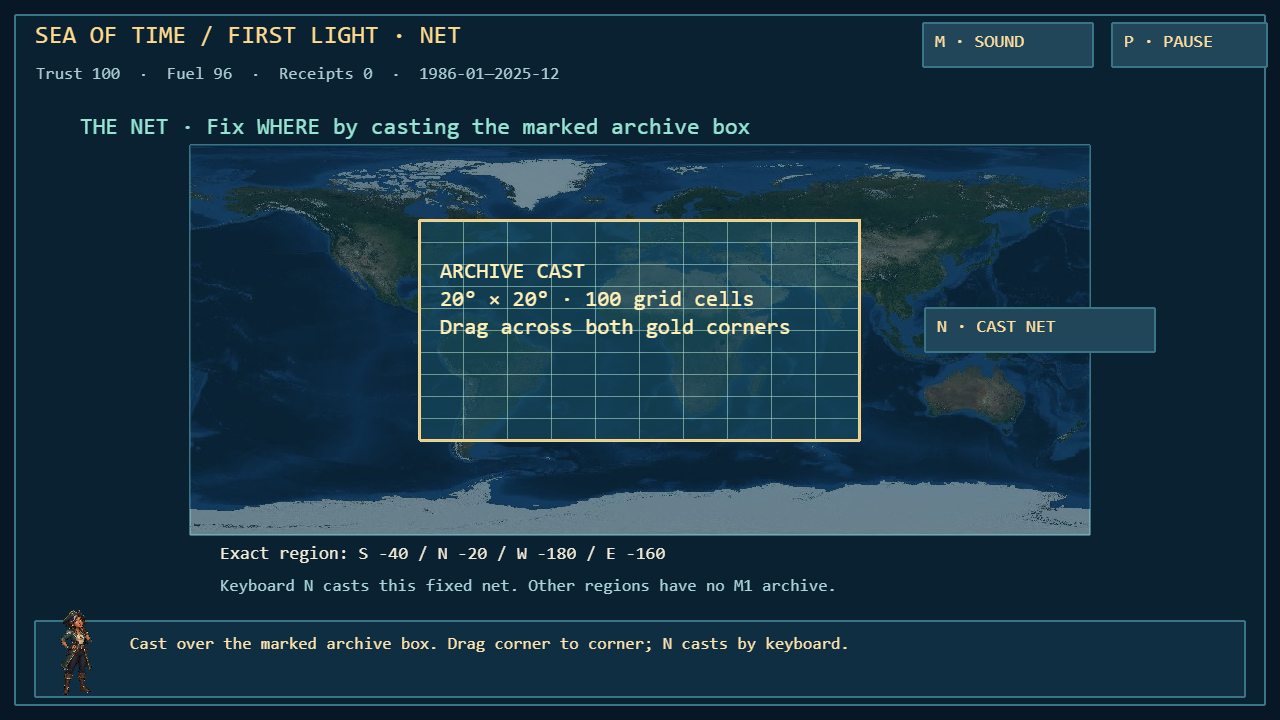 SEA OF TIME / FIRST LIGHT · NET
M · SOUND
P · PAUSE
Trust 100 · Fuel 96 · Receipts 0 · 1986-01—2025-12
THE NET · Fix WHERE by casting the marked archive box
ARCHIVE CAST
20° × 20° · 100 grid cells
Drag across both gold corners
N · CAST NET
Exact region: S -40 / N -20 / W -180 / E -160
Keyboard N casts this fixed net. Other regions have no M1 archive.
Cast over the marked archive box. Drag corner to corner; N casts by keyboard.